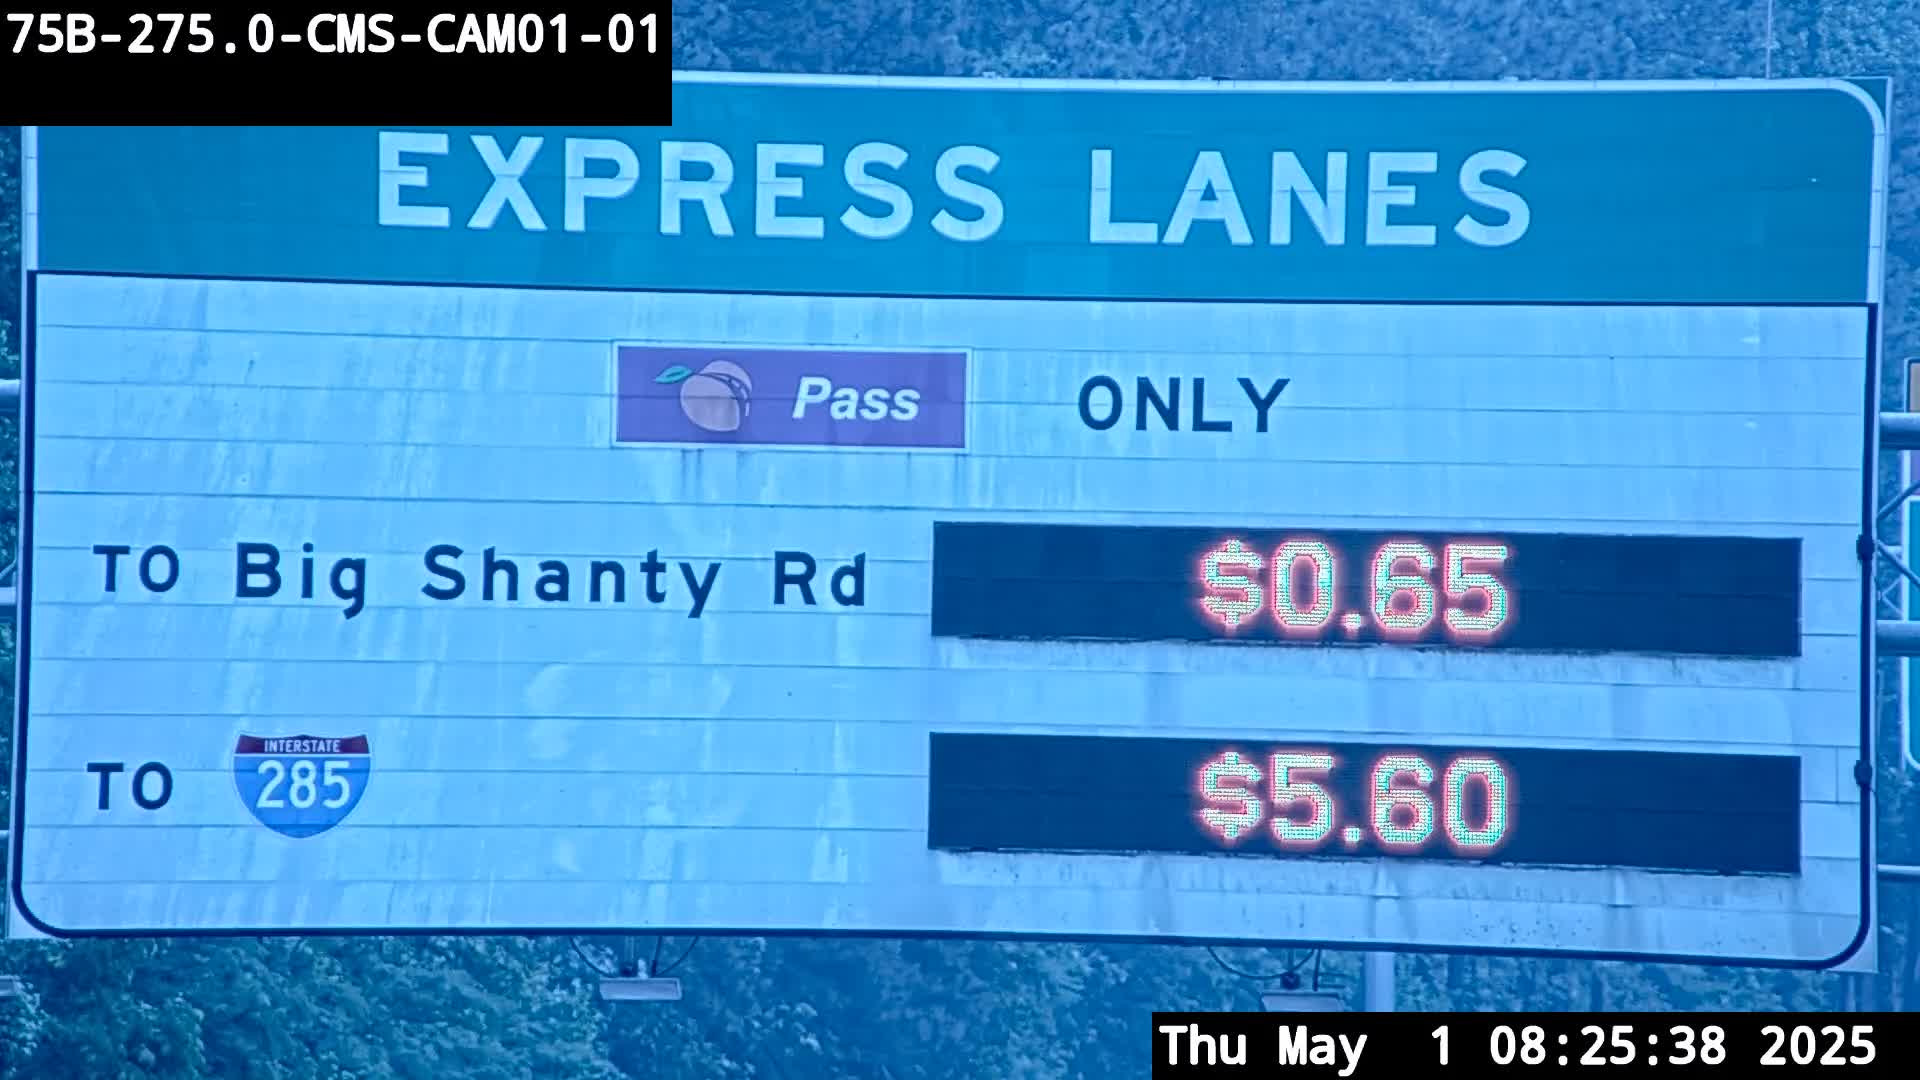 75B-275.0-CMS-CAM01-01
EXPRESS LANES
Pass ONLY
TO Big Shanty Rd $0.65
TO INTERSTATE 285 $5.60
Thu May 1 08:25:38 2025